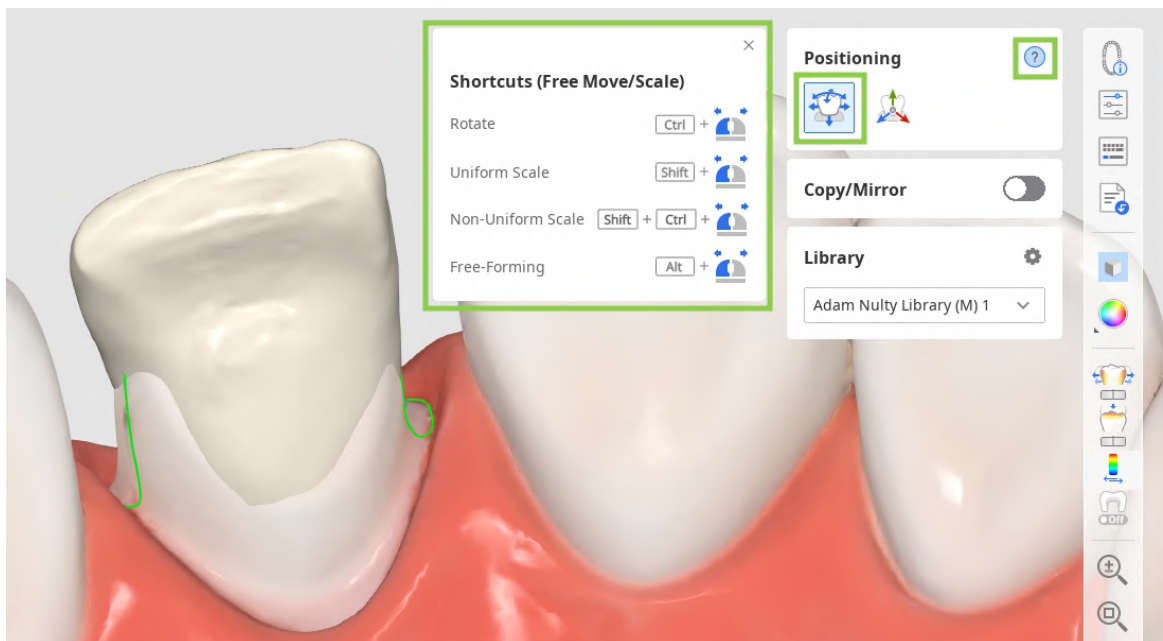 Shortcuts (Free Move/Scale)
Rotate Ctrl +
Uniform Scale Shift +
Non-Uniform Scale Shift + Ctrl +
Free-Forming Alt +
Positioning ?
Copy/Mirror
Library
Adam Nulty Library (M) 1
Off